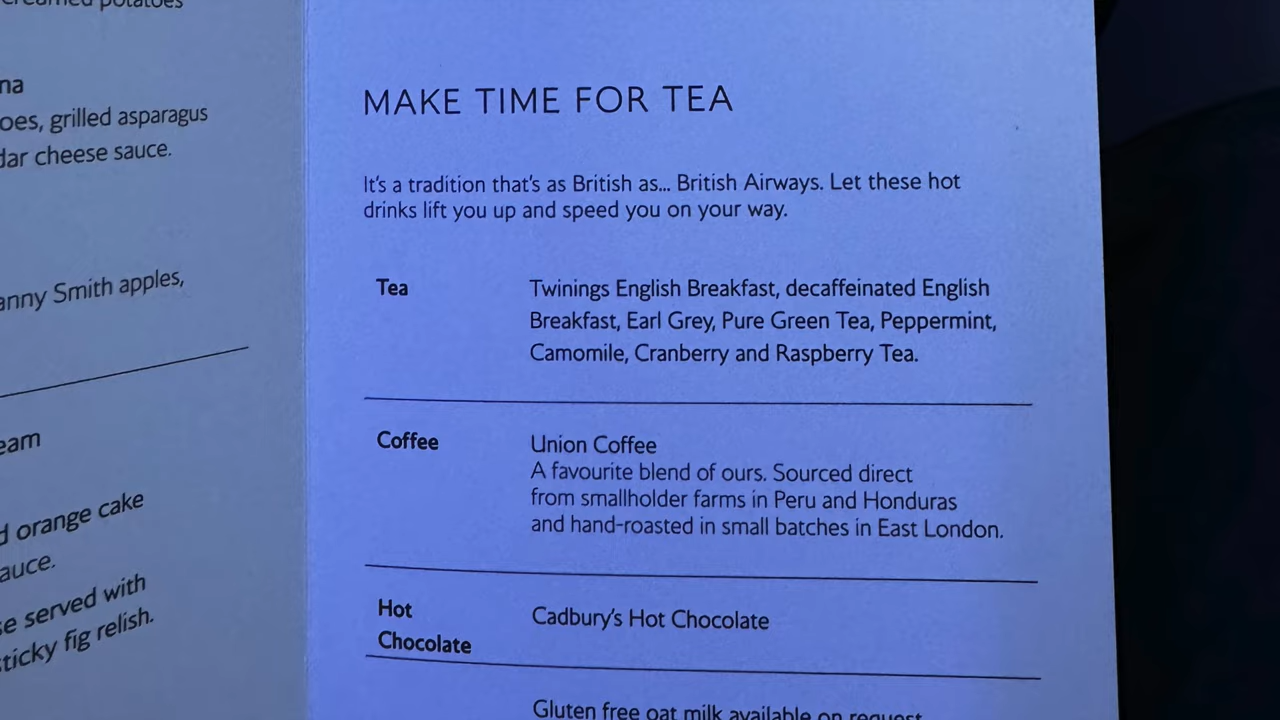 potatoes
na
oes, grilled asparagus
dar cheese sauce.
anny Smith apples,
eam
d orange cake
auce.
se served with
sticky fig relish.
MAKE TIME FOR TEA
It's a tradition that's as British as... British Airways. Let these hot
drinks lift you up and speed you on your way.
Tea
Twinings English Breakfast, decaffeinated English
Breakfast, Earl Grey, Pure Green Tea, Peppermint,
Camomile, Cranberry and Raspberry Tea.
Coffee
Union Coffee
A favourite blend of ours. Sourced direct
from smallholder farms in Peru and Honduras
and hand-roasted in small batches in East London.
Hot
Chocolate
Cadbury's Hot Chocolate
Gluten free oat milk available on request